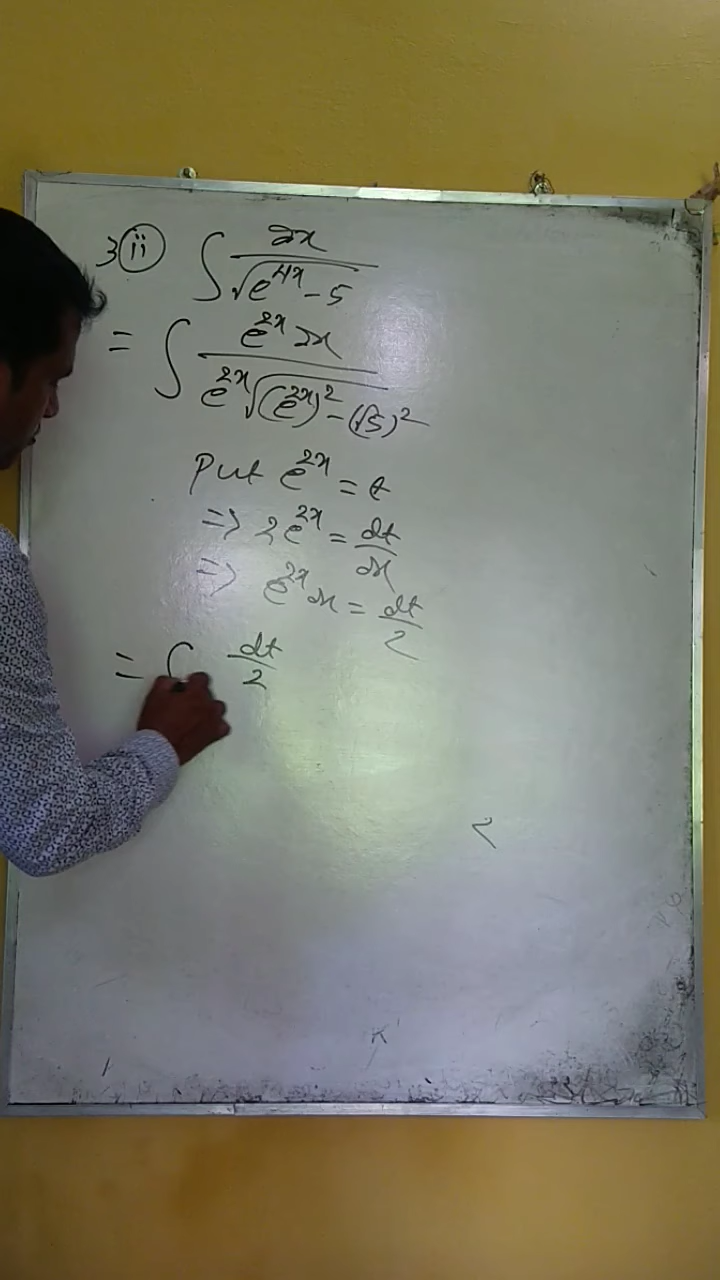 3 (ii) ∫ dx / √(e^4x - 5)
= ∫ e^2x dx / e^2x √((e^2x)^2 - (√5)^2)
Put e^2x = t
=> 2e^2x = dt/dx
=> e^2x dx = dt/2
= ∫ dt/2